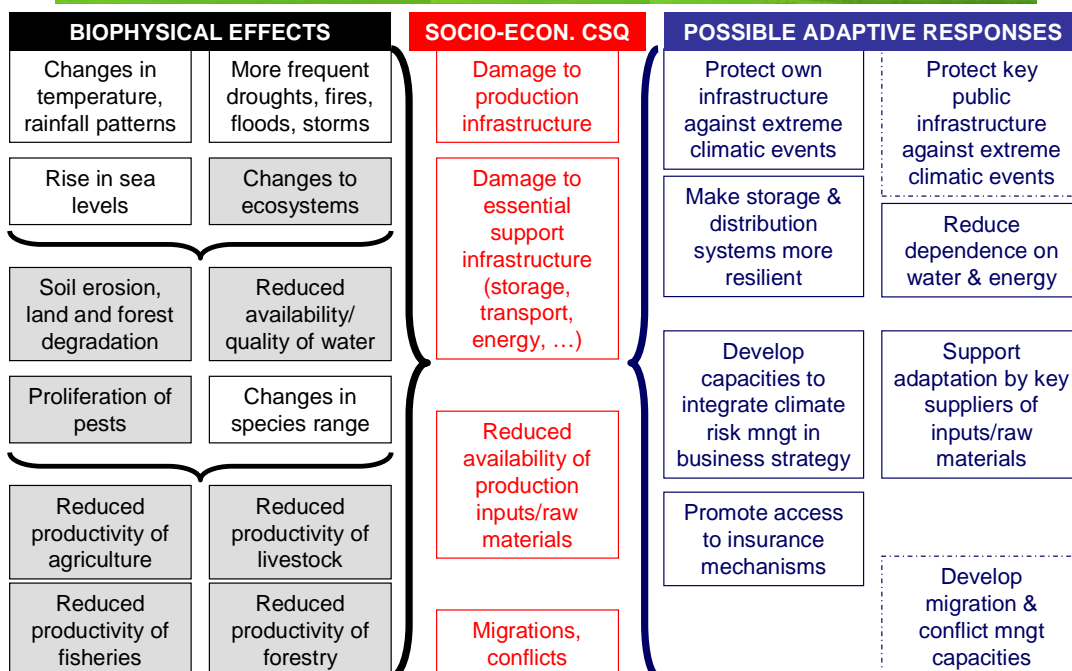 BIOPHYSICAL EFFECTS
Changes in
temperature,
rainfall patterns
More frequent
droughts, fires,
floods, storms
Rise in sea
levels
Changes to
ecosystems
Soil erosion,
land and forest
degradation
Reduced
availability/
quality of water
Proliferation of
pests
Changes in
species range
Reduced
productivity of
agriculture
Reduced
productivity of
livestock
Reduced
productivity of
fisheries
Reduced
productivity of
forestry
SOCIO-ECON. CSQ
Damage to
production
infrastructure
Damage to
essential
support
infrastructure
(storage,
transport,
energy, …)
Reduced
availability of
production
inputs/raw
materials
Migrations,
conflicts
POSSIBLE ADAPTIVE RESPONSES
Protect own
infrastructure
against extreme
climatic events
Protect key
public
infrastructure
against extreme
climatic events
Make storage &
distribution
systems more
resilient
Reduce
dependence on
water & energy
Develop
capacities to
integrate climate
risk mngt in
business strategy
Support
adaptation by key
suppliers of
inputs/raw
materials
Promote access
to insurance
mechanisms
Develop
migration &
conflict mngt
capacities